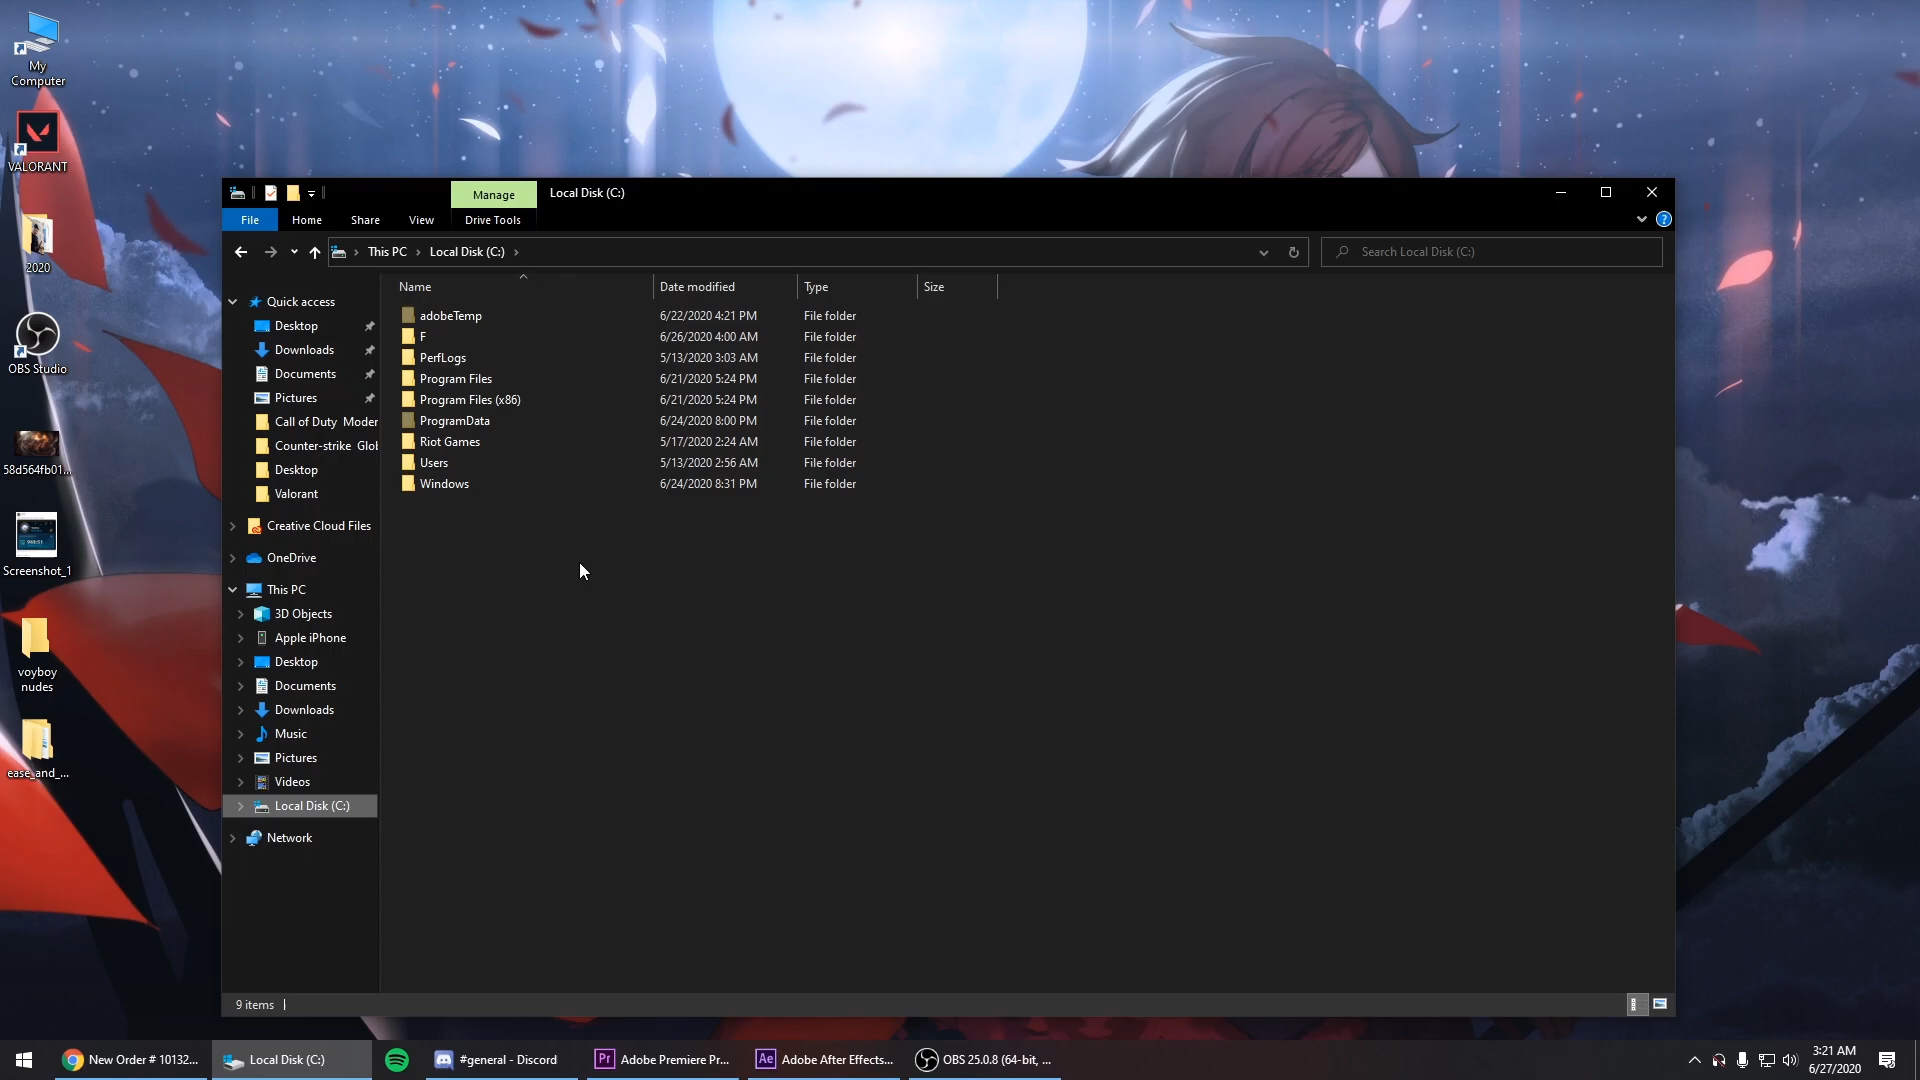 My
Computer
VALORANT
2020
OBS Studio
58d564fb01...
Screenshot_1
voyboy
nudes
ease_and_...
Manage
Local Disk (C:)
File
Home
Share
View
Drive Tools
This PC
Local Disk (C:)
Search Local Disk (C:)
Quick access
Desktop
Downloads
Documents
Pictures
Call of Duty Moder
Counter-strike Glob
Desktop
Valorant
Creative Cloud Files
OneDrive
This PC
3D Objects
Apple iPhone
Desktop
Documents
Downloads
Music
Pictures
Videos
Local Disk (C:)
Network
Name Date modified Type Size
adobeTemp 6/22/2020 4:21 PM File folder
F 6/26/2020 4:00 AM File folder
PerfLogs 5/13/2020 3:03 AM File folder
Program Files 6/21/2020 5:24 PM File folder
Program Files (x86) 6/21/2020 5:24 PM File folder
ProgramData 6/24/2020 8:00 PM File folder
Riot Games 5/17/2020 2:24 AM File folder
Users 5/13/2020 2:56 AM File folder
Windows 6/24/2020 8:31 PM File folder
9 items
New Order # 10132...
Local Disk (C:)
#general - Discord
Pr Adobe Premiere Pr...
Ae Adobe After Effects...
OBS 25.0.8 (64-bit, ...
3:21 AM
6/27/2020